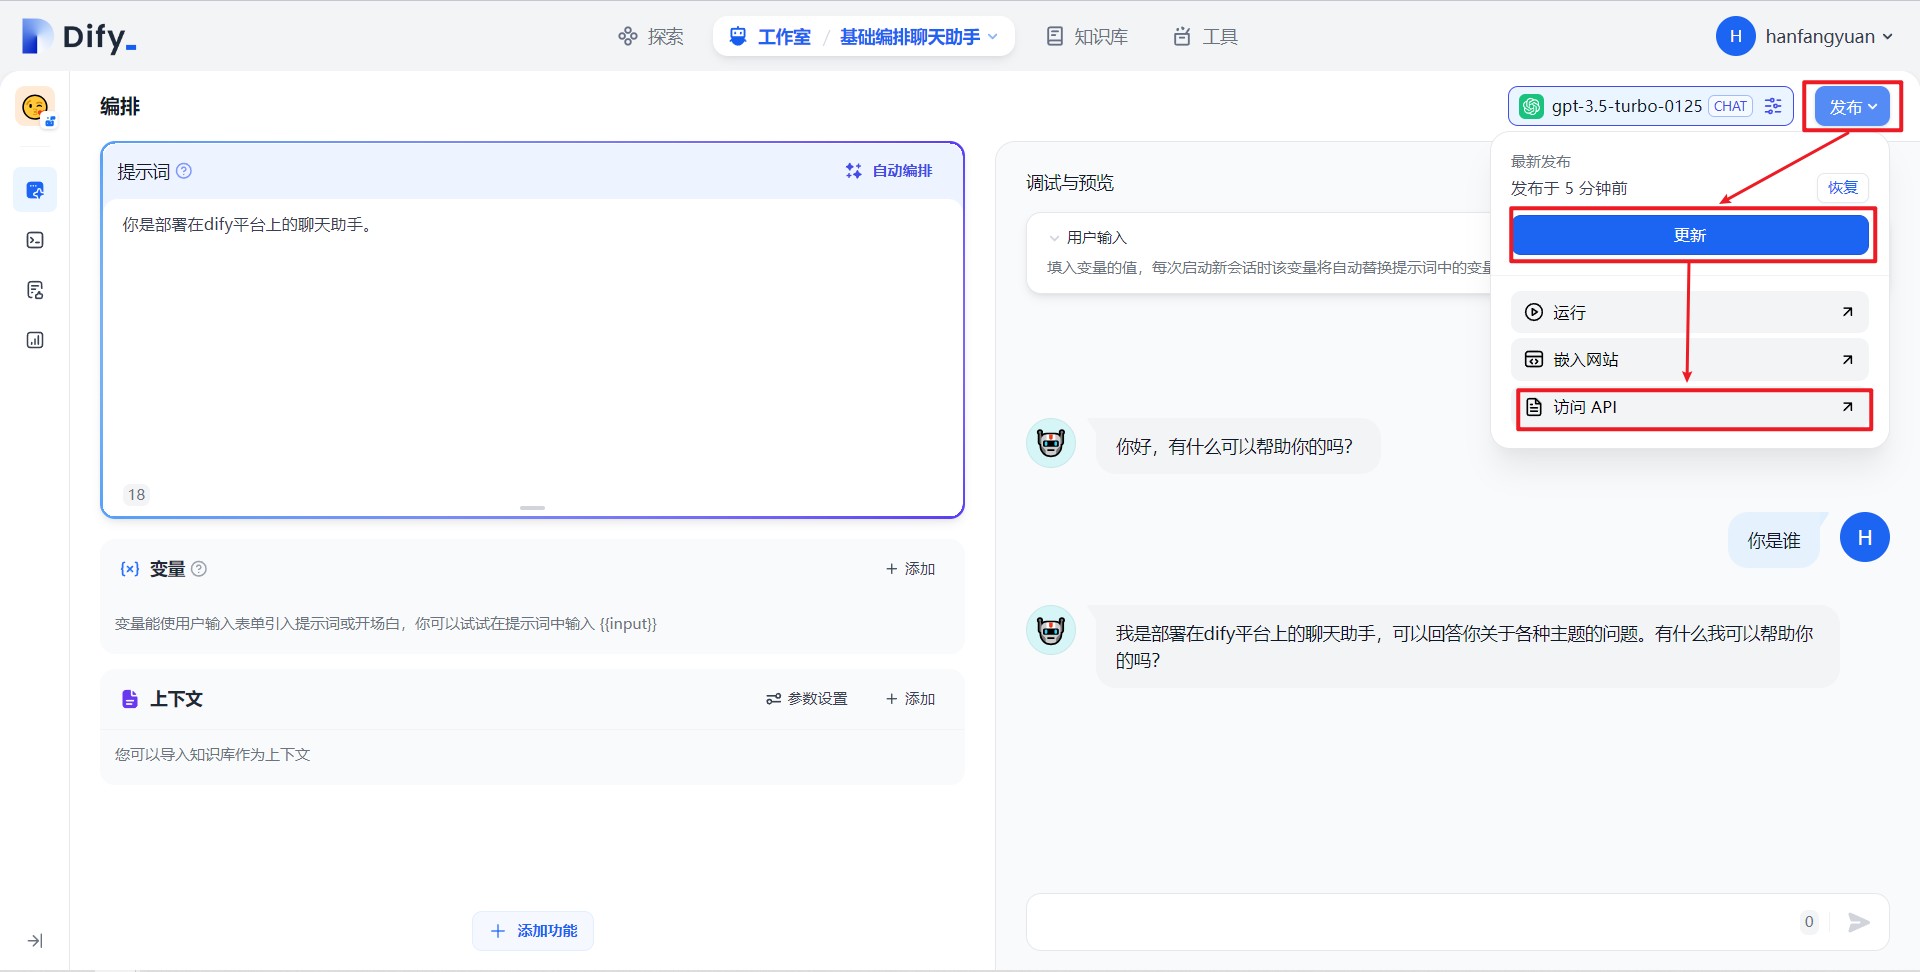 Dify_
探索
工作室 / 基础编排聊天助手
知识库
工具
H hanfangyuan
编排
gpt-3.5-turbo-0125 CHAT
发布
提示词
自动编排
你是部署在dify平台上的聊天助手。
18
{x} 变量
+ 添加
变量能使用户输入表单引入提示词或开场白，你可以试试在提示词中输入 {{input}}
上下文
参数设置
+ 添加
您可以导入知识库作为上下文
+ 添加功能
调试与预览
用户输入
填入变量的值，每次启动新会话时该变量将自动替换提示词中的变量
最新发布
发布于 5 分钟前
恢复
更新
运行
嵌入网站
访问 API
你好，有什么可以帮助你的吗？
你是谁
H
我是部署在dify平台上的聊天助手，可以回答你关于各种主题的问题。有什么我可以帮助你
的吗？
0